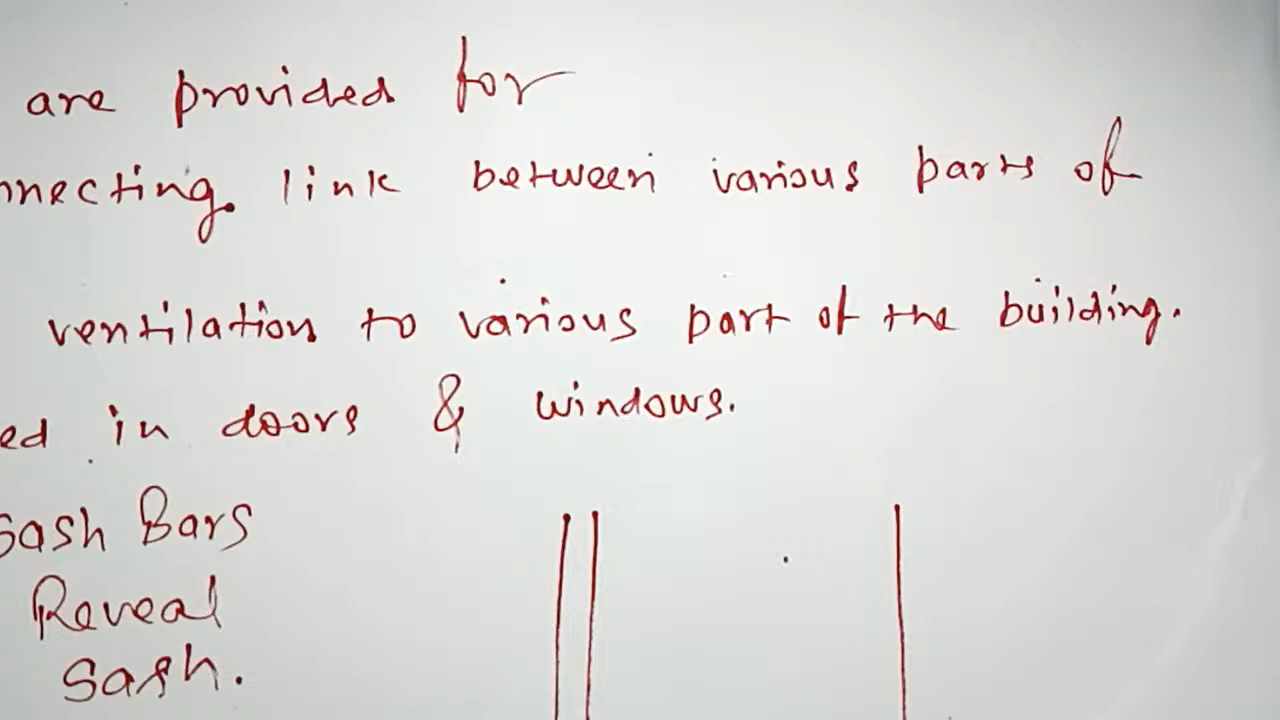 are provided for
nnecting link between various parts of
ventilation to various part of the building.
ed in doors & windows.
Sash Bars
Reveal
Sash.